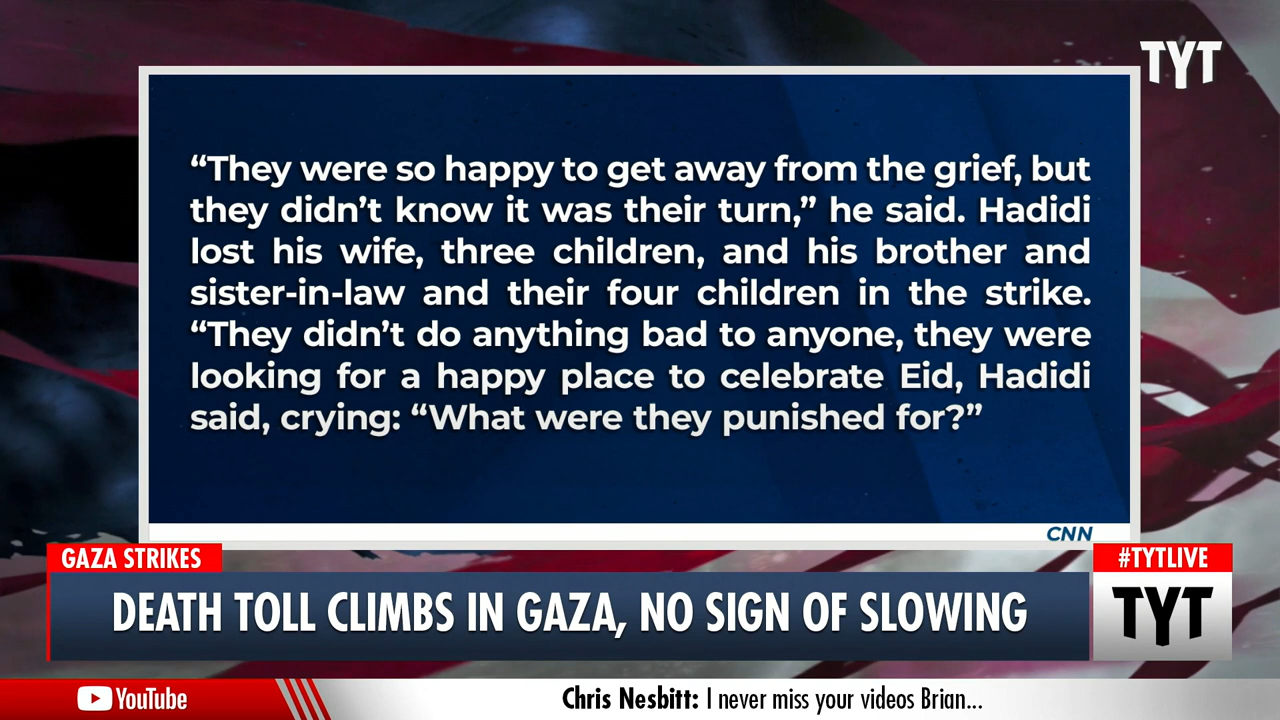 TYT
“They were so happy to get away from the grief, but
they didn’t know it was their turn,” he said. Hadidi
lost his wife, three children, and his brother and
sister-in-law and their four children in the strike.
“They didn’t do anything bad to anyone, they were
looking for a happy place to celebrate Eid, Hadidi
said, crying: “What were they punished for?”
CNN
GAZA STRIKES
#TYTLIVE
DEATH TOLL CLIMBS IN GAZA, NO SIGN OF SLOWING
TYT
YouTube
Chris Nesbitt: I never miss your videos Brian...